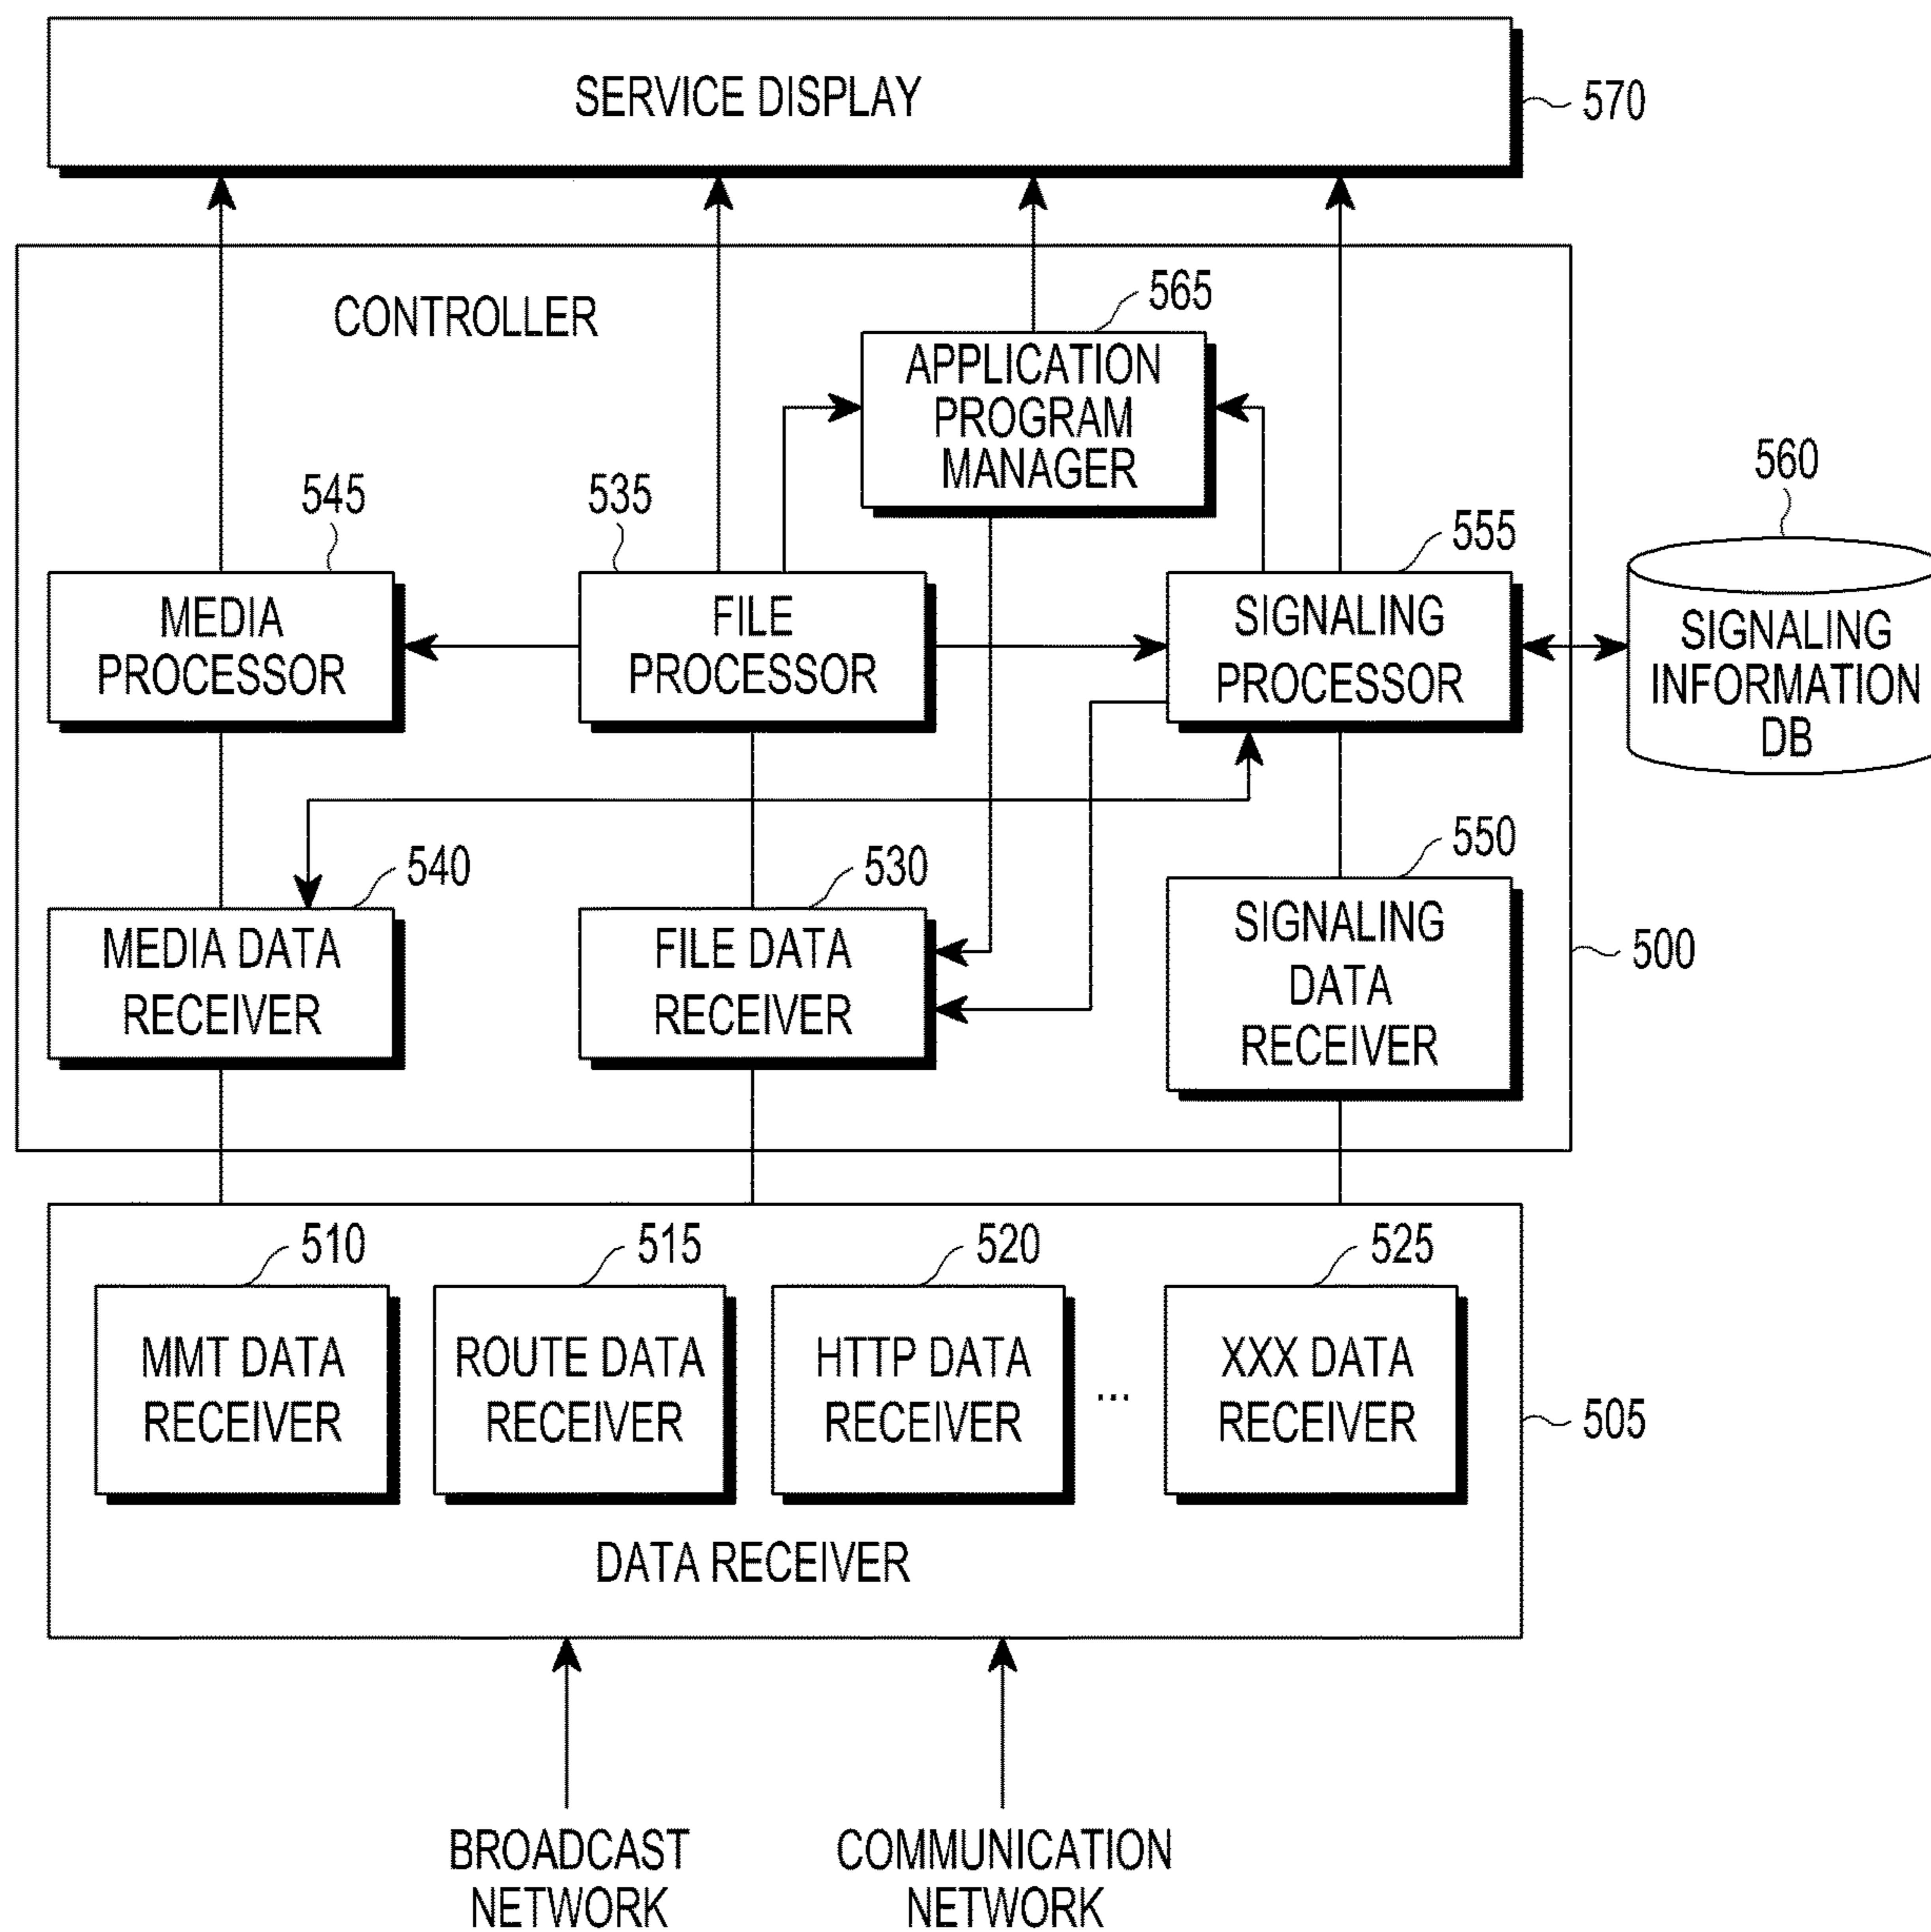 SERVICE DISPLAY
570
CONTROLLER
565
APPLICATION
PROGRAM
MANAGER
545
535
555
560
MEDIA
PROCESSOR
FILE
PROCESSOR
SIGNALING
PROCESSOR
SIGNALING
INFORMATION
DB
540
530
550
MEDIA DATA
RECEIVER
FILE DATA
RECEIVER
SIGNALING
DATA
RECEIVER
500
510
515
520
525
MMT DATA
RECEIVER
ROUTE DATA
RECEIVER
HTTP DATA
RECEIVER
...
XXX DATA
RECEIVER
505
DATA RECEIVER
BROADCAST
NETWORK
COMMUNICATION
NETWORK